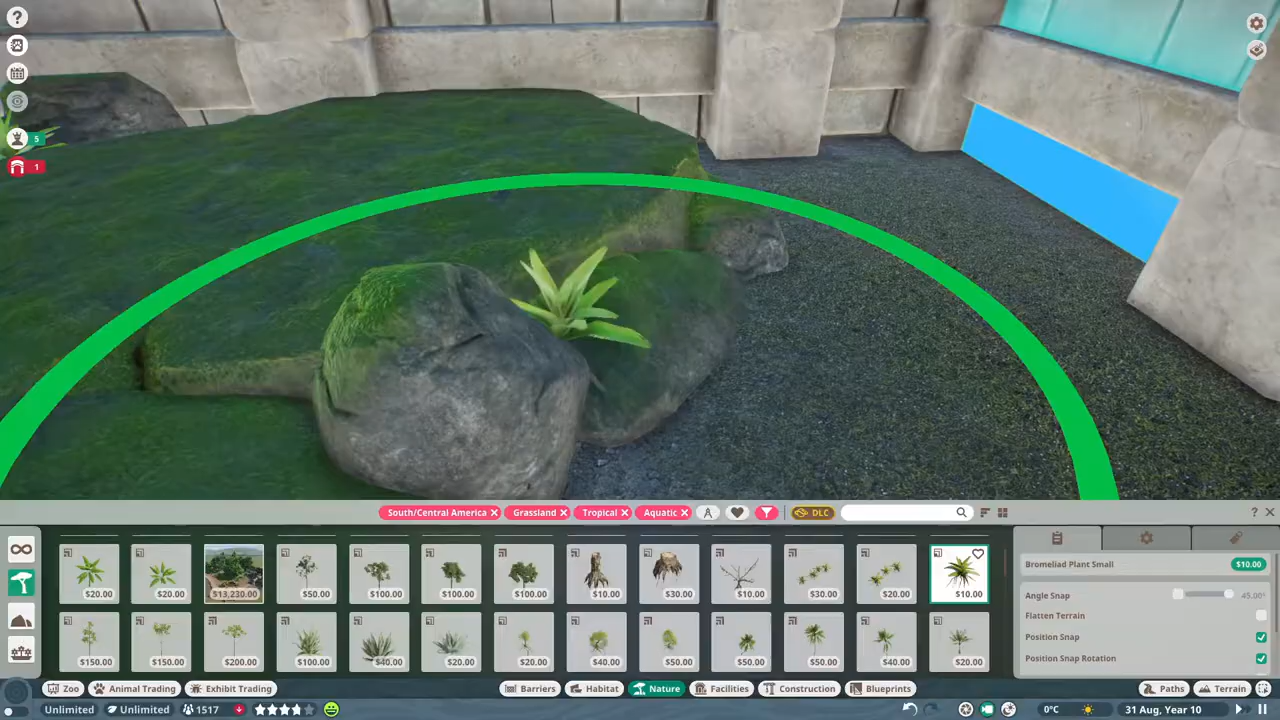 ?
5
1
South/Central America ✕ Grassland ✕ Tropical ✕ Aquatic ✕ DLC ? ✕
$20.00 $20.00 $13,230.00 $50.00 $100.00 $100.00 $100.00 $10.00 $30.00 $10.00 $30.00 $20.00 $10.00
$150.00 $150.00 $200.00 $100.00 $40.00 $20.00 $20.00 $40.00 $50.00 $50.00 $50.00 $40.00 $20.00
Bromeliad Plant Small $10.00
Angle Snap 45.00°
Flatten Terrain
Position Snap
Position Snap Rotation
Zoo Animal Trading Exhibit Trading Barriers Habitat Nature Facilities Construction Blueprints Paths Terrain
Unlimited Unlimited 1517 0°C 31 Aug, Year 10